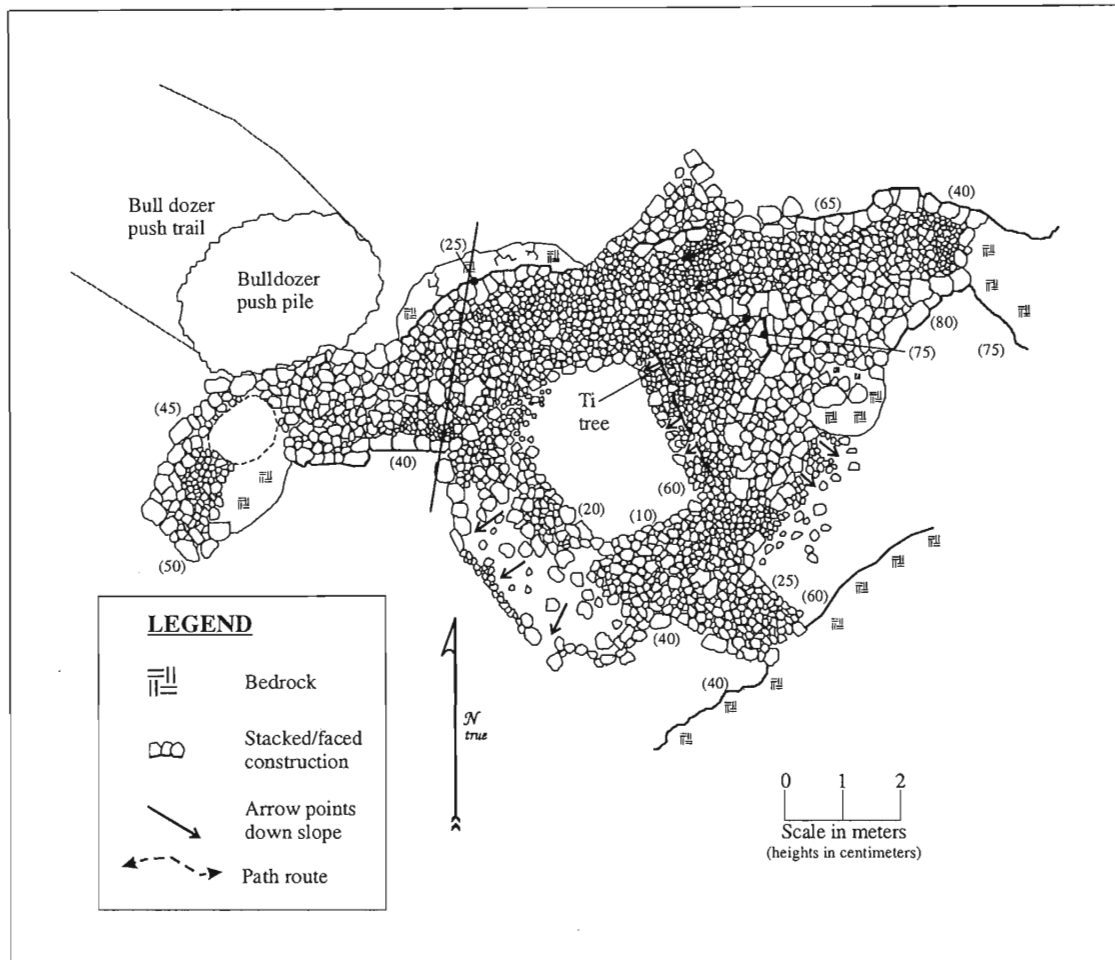 Bull dozer
push trail
Bulldozer
push pile
(25)
(65)
(40)
(80)
(75)
(75)
(45)
(50)
(40)
Ti
tree
(60)
(20)
(10)
(25)
(60)
(40)
(40)
LEGEND
Bedrock
Stacked/faced
construction
Arrow points
down slope
Path route
N
true
0 1 2
Scale in meters
(heights in centimeters)